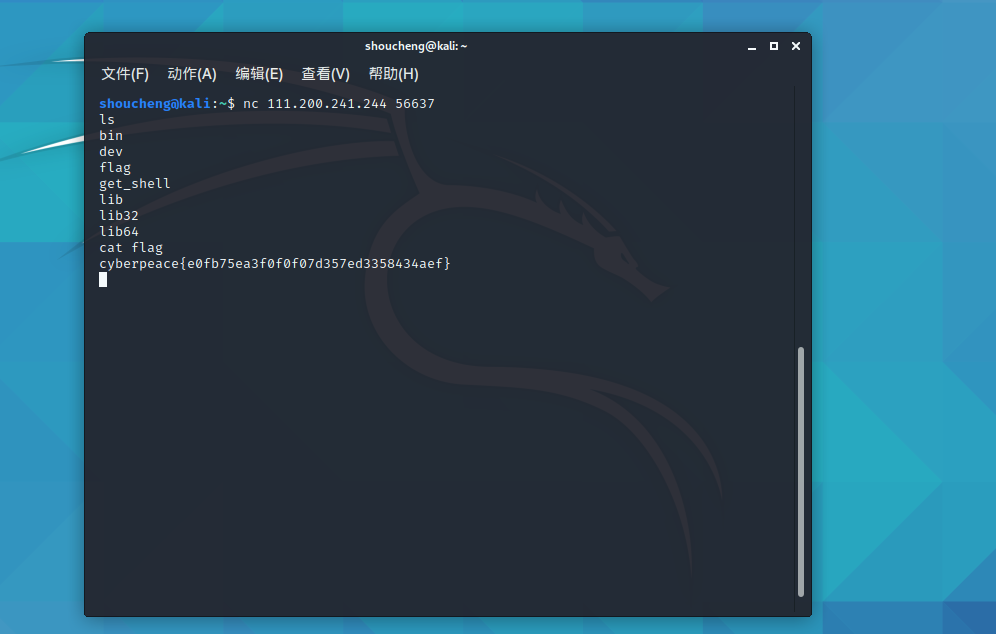 shoucheng@kali: ~
文件(F) 动作(A) 编辑(E) 查看(V) 帮助(H)
shoucheng@kali:~$ nc 111.200.241.244 56637
ls
bin
dev
flag
get_shell
lib
lib32
lib64
cat flag
cyberpeace{e0fb75ea3f0f0f07d357ed3358434aef}